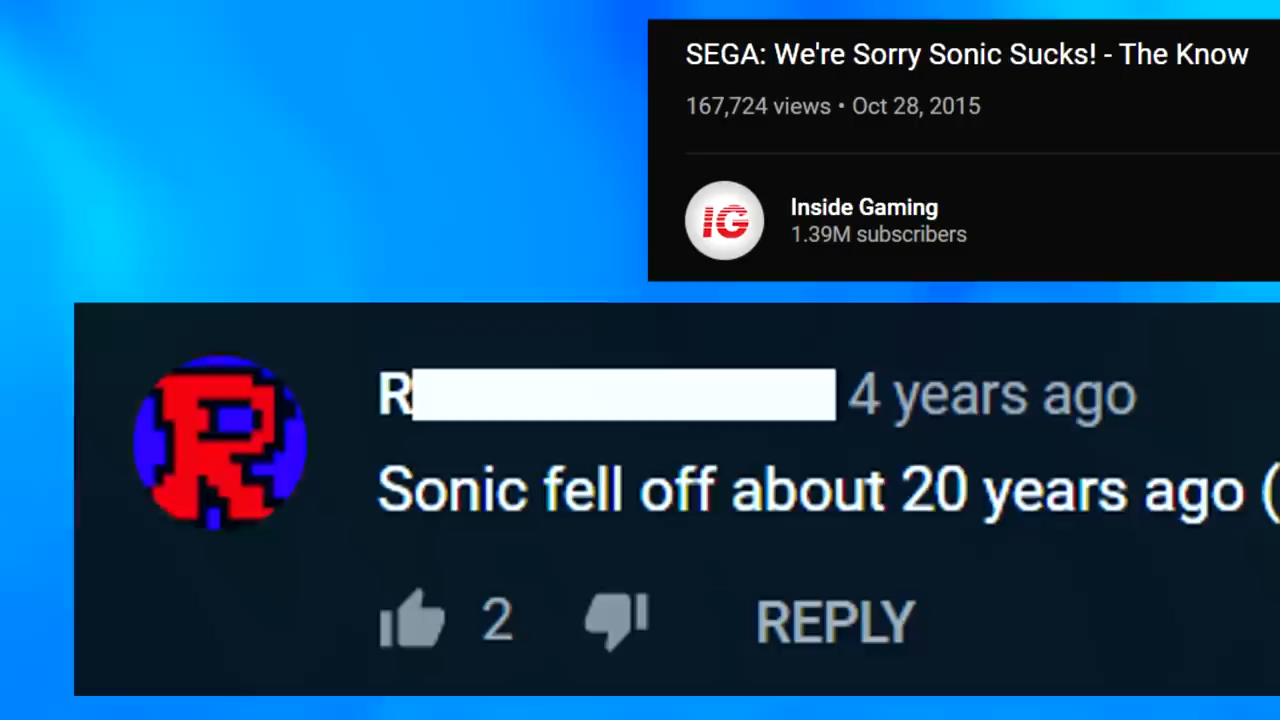 SEGA: We're Sorry Sonic Sucks! - The Know
167,724 views • Oct 28, 2015
IG
Inside Gaming
1.39M subscribers
R
R 4 years ago
Sonic fell off about 20 years ago (
2
REPLY